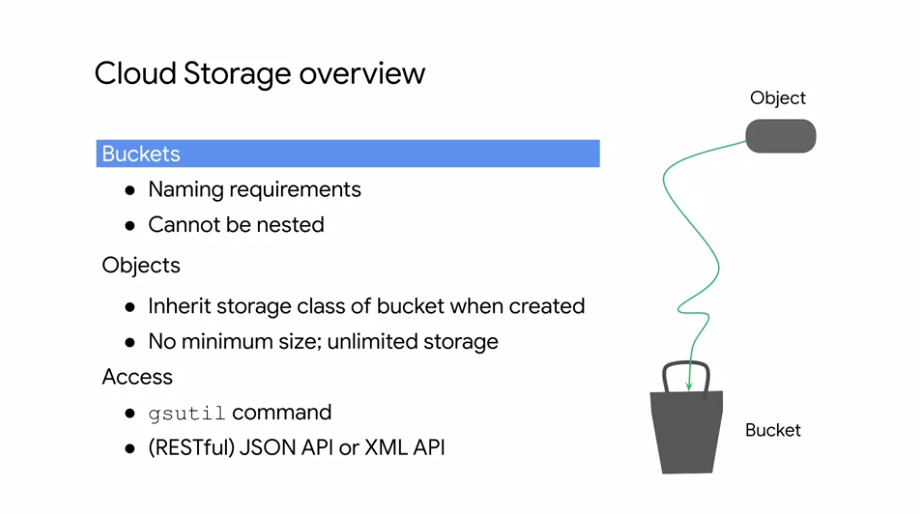 Cloud Storage overview
Object
Buckets
● Naming requirements
● Cannot be nested
Objects
● Inherit storage class of bucket when created
● No minimum size; unlimited storage
Access
● gsutil command
● (RESTful) JSON API or XML API
Bucket